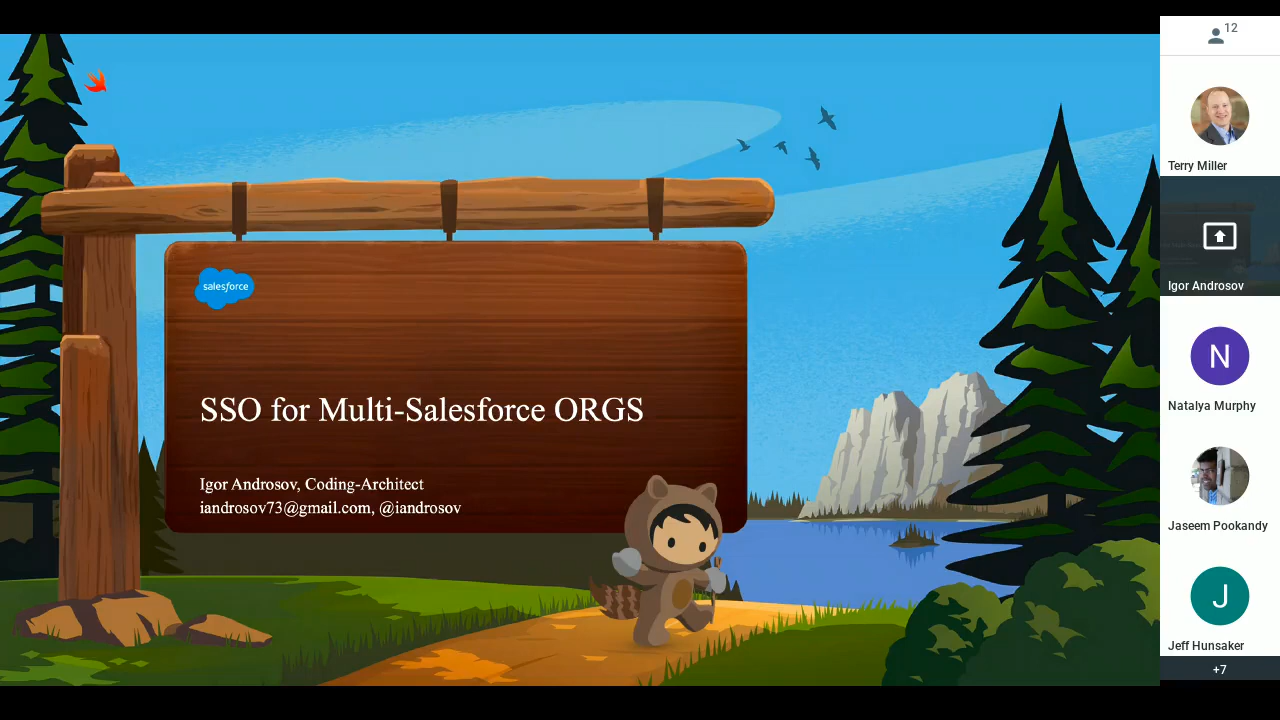 salesforce
SSO for Multi-Salesforce ORGS
Igor Androsov, Coding-Architect
iandrosov73@gmail.com, @iandrosov
12
Terry Miller
Igor Androsov
N
Natalya Murphy
Jaseem Pookandy
J
Jeff Hunsaker
+7